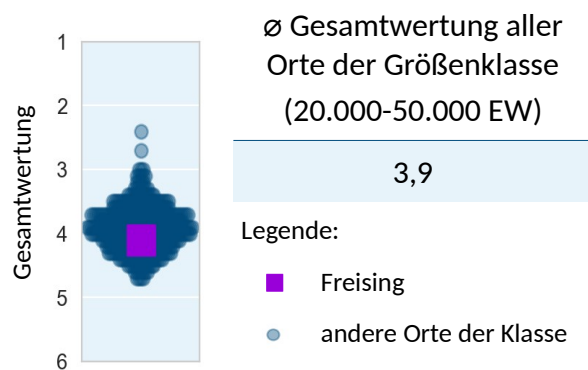 1
2
3
4
5
6
Gesamtwertung
⌀ Gesamtwertung aller
Orte der Größenklasse
(20.000-50.000 EW)
3,9
Legende:
Freising
andere Orte der Klasse